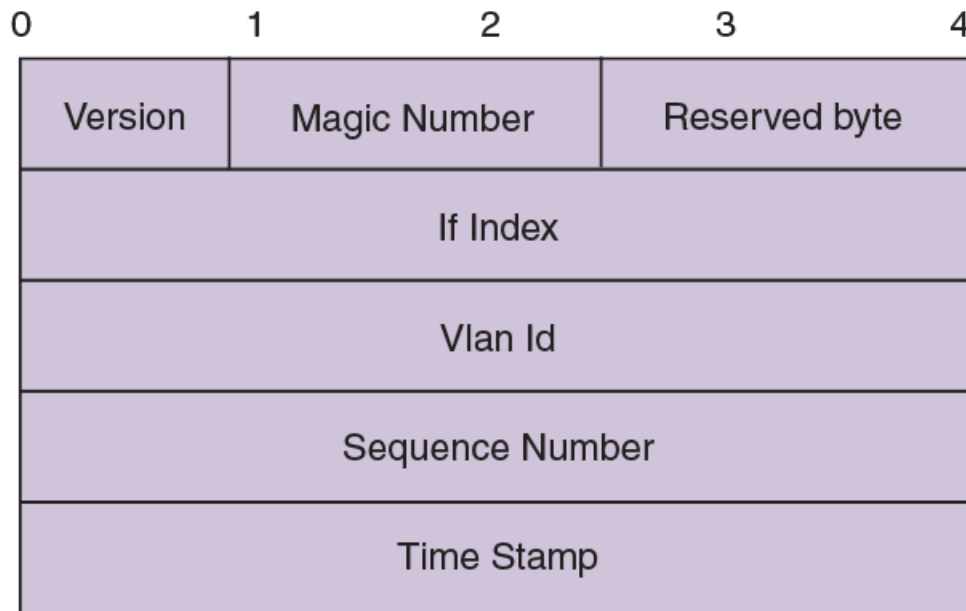 0 1 2 3 4
Version Magic Number Reserved byte
If Index
Vlan Id
Sequence Number
Time Stamp